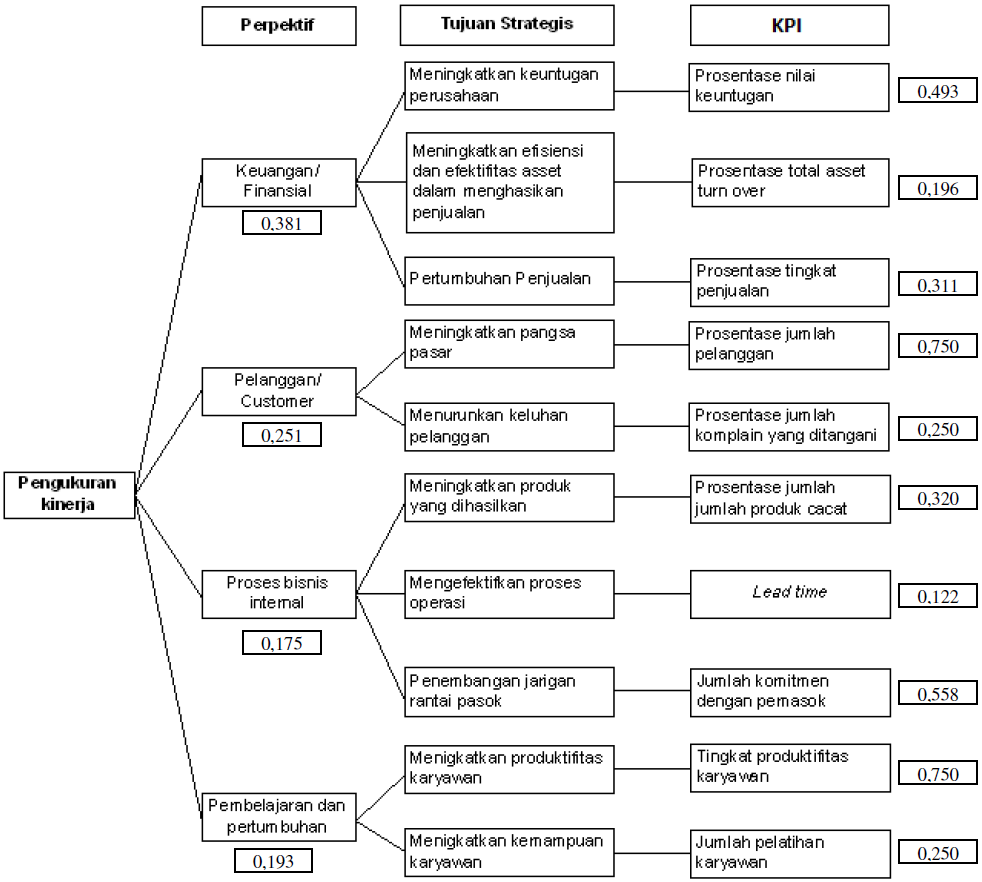 Perpektif
Tujuan Strategis
KPI
Meningkatkan keuntugan
perusahaan
Prosentase nilai
keuntugan
0,493
Keuangan/
Finansial
0,381
Meningkatkan efisiensi
dan efektifitas asset
dalam menghasikan
penjualan
Prosentase total asset
turn over
0,196
Pertumbuhan Penjualan
Prosentase tingkat
penjualan
0,311
Pelanggan/
Customer
0,251
Meningkatkan pangsa
pasar
Prosentase jumlah
pelanggan
0,750
Menurunkan keluhan
pelanggan
Prosentase jumlah
komplain yang ditangani
0,250
Pengukuran
kinerja
Meningkatkan produk
yang dihasilkan
Prosentase jumlah
jumlah produk cacat
0,320
Proses bisnis
internal
0,175
Mengefektifkan proses
operasi
Lead time
0,122
Penembangan jarigan
rantai pasok
Jumlah komitmen
dengan pemasok
0,558
Pembelajaran dan
pertumbuhan
0,193
Menigkatkan produktifitas
karyawan
Tingkat produktifitas
karyawan
0,750
Menigkatkan kemampuan
karyawan
Jumlah pelatihan
karyawan
0,250